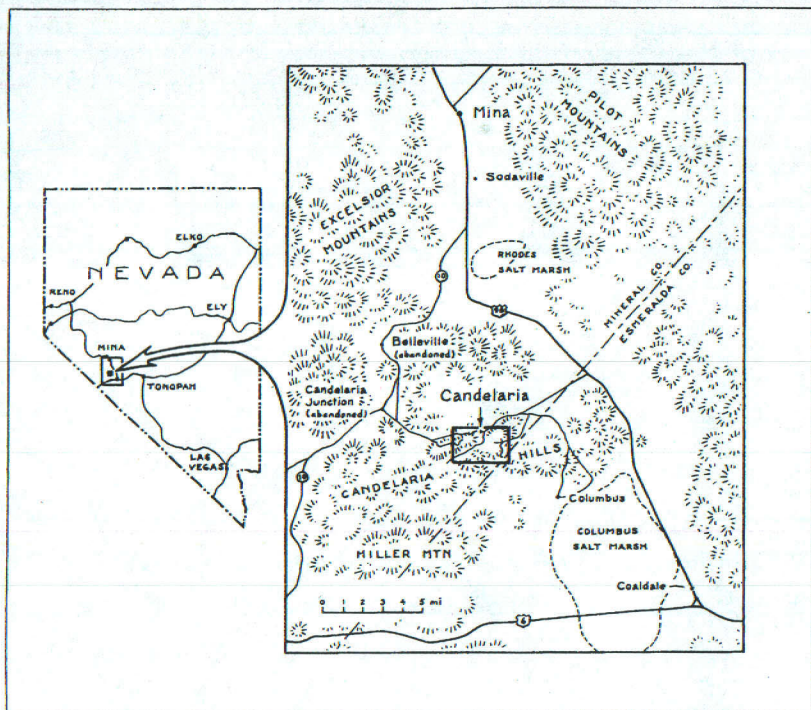 ELKO
NEVADA
RENO
ELY
MINA
TONOPAH
LAS
VEGAS
Mina
PILOT
MOUNTAINS
Sodaville
EXCELSIOR
MOUNTAINS
RHODES
SALT MARSH
10
MINERAL CO.
ESMERALDA CO.
95
Belleville
(abandoned)
Candelaria
Junction
(abandoned)
Candelaria
CANDELARIA HILLS
10
Columbus
COLUMBUS
SALT MARSH
MILLER MTN
Coaldale
0 1 2 3 4 5 mi
6